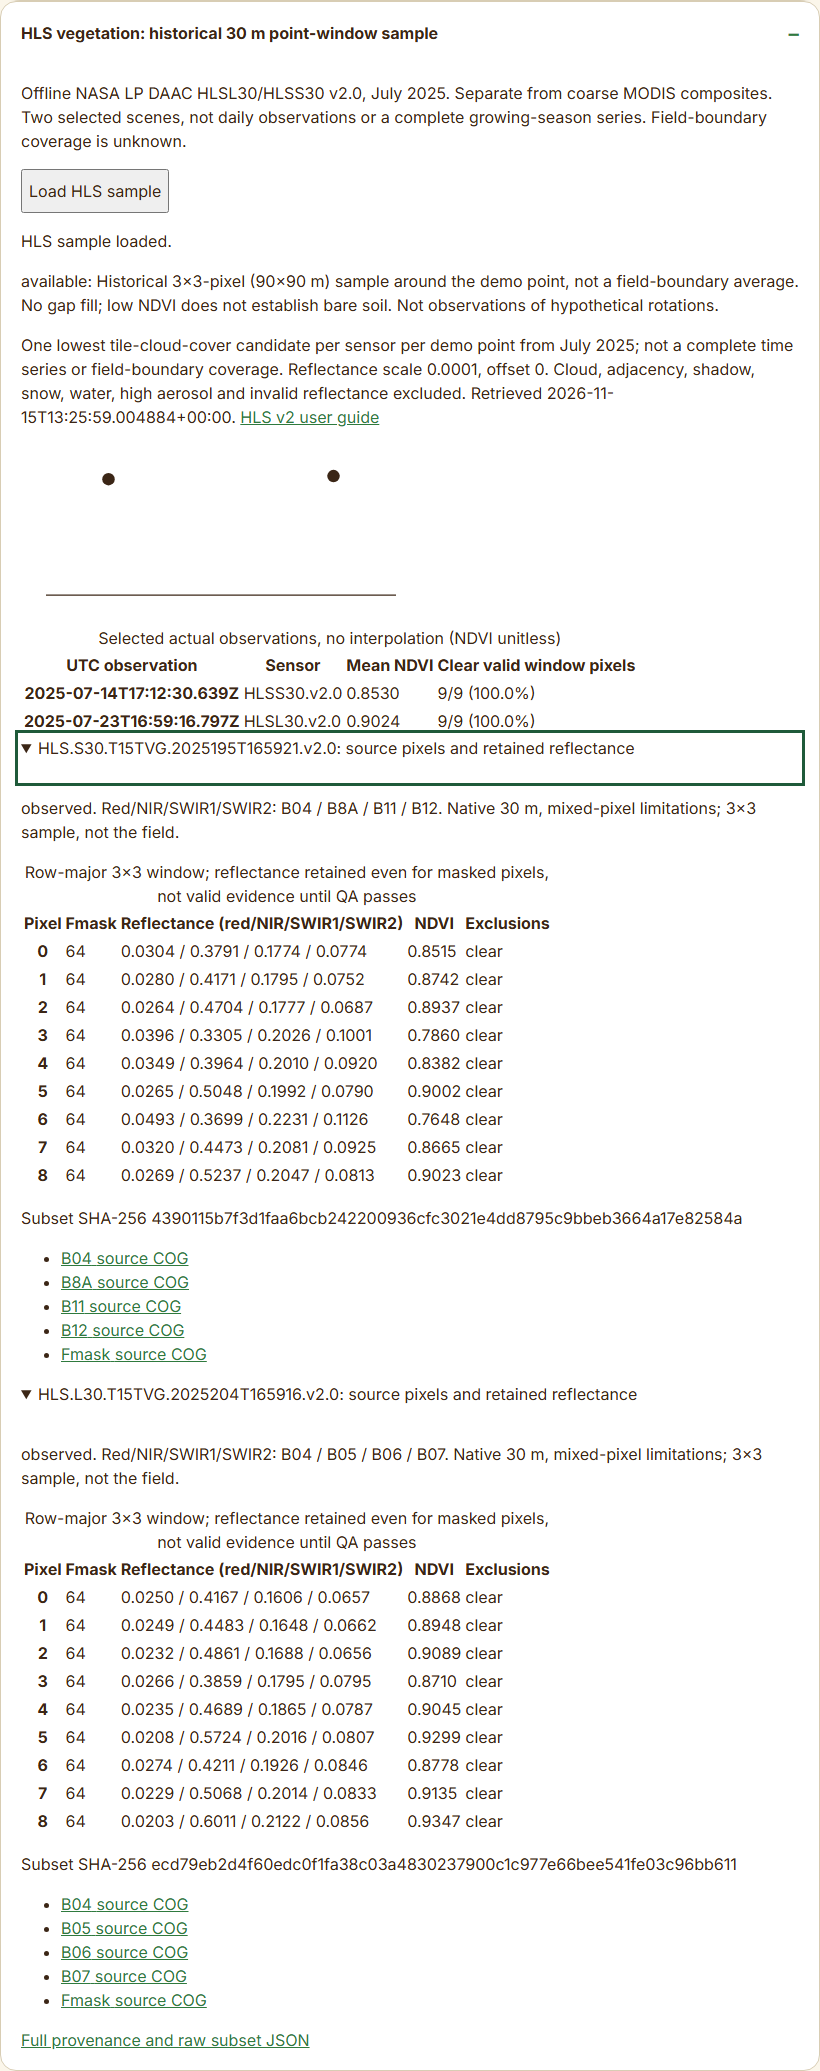 HLS vegetation: historical 30 m point-window sample
–
Offline NASA LP DAAC HLSL30/HLSS30 v2.0, July 2025. Separate from coarse MODIS composites.
Two selected scenes, not daily observations or a complete growing-season series. Field-boundary
coverage is unknown.
Load HLS sample
HLS sample loaded.
available: Historical 3×3-pixel (90×90 m) sample around the demo point, not a field-boundary average.
No gap fill; low NDVI does not establish bare soil. Not observations of hypothetical rotations.
One lowest tile-cloud-cover candidate per sensor per demo point from July 2025; not a complete time
series or field-boundary coverage. Reflectance scale 0.0001, offset 0. Cloud, adjacency, shadow,
snow, water, high aerosol and invalid reflectance excluded. Retrieved 2026-11-
15T13:25:59.004884+00:00. HLS v2 user guide
Selected actual observations, no interpolation (NDVI unitless)
UTC observation Sensor Mean NDVI Clear valid window pixels
2025-07-14T17:12:30.639Z HLSS30.v2.0 0.8530 9/9 (100.0%)
2025-07-23T16:59:16.797Z HLSL30.v2.0 0.9024 9/9 (100.0%)
▼ HLS.S30.T15TVG.2025195T165921.v2.0: source pixels and retained reflectance
observed. Red/NIR/SWIR1/SWIR2: B04 / B8A / B11 / B12. Native 30 m, mixed-pixel limitations; 3×3
sample, not the field.
Row-major 3×3 window; reflectance retained even for masked pixels,
not valid evidence until QA passes
Pixel Fmask Reflectance (red/NIR/SWIR1/SWIR2) NDVI Exclusions
0 64 0.0304 / 0.3791 / 0.1774 / 0.0774 0.8515 clear
1 64 0.0280 / 0.4171 / 0.1795 / 0.0752 0.8742 clear
2 64 0.0264 / 0.4704 / 0.1777 / 0.0687 0.8937 clear
3 64 0.0396 / 0.3305 / 0.2026 / 0.1001 0.7860 clear
4 64 0.0349 / 0.3964 / 0.2010 / 0.0920 0.8382 clear
5 64 0.0265 / 0.5048 / 0.1992 / 0.0790 0.9002 clear
6 64 0.0493 / 0.3699 / 0.2231 / 0.1126 0.7648 clear
7 64 0.0320 / 0.4473 / 0.2081 / 0.0925 0.8665 clear
8 64 0.0269 / 0.5237 / 0.2047 / 0.0813 0.9023 clear
Subset SHA-256 4390115b7f3d1faa6bcb242200936cfc3021e4dd8795c9bbeb3664a17e82584a
• B04 source COG
• B8A source COG
• B11 source COG
• B12 source COG
• Fmask source COG
▼ HLS.L30.T15TVG.2025204T165916.v2.0: source pixels and retained reflectance
observed. Red/NIR/SWIR1/SWIR2: B04 / B05 / B06 / B07. Native 30 m, mixed-pixel limitations; 3×3
sample, not the field.
Row-major 3×3 window; reflectance retained even for masked pixels,
not valid evidence until QA passes
Pixel Fmask Reflectance (red/NIR/SWIR1/SWIR2) NDVI Exclusions
0 64 0.0250 / 0.4167 / 0.1606 / 0.0657 0.8868 clear
1 64 0.0249 / 0.4483 / 0.1648 / 0.0662 0.8948 clear
2 64 0.0232 / 0.4861 / 0.1688 / 0.0656 0.9089 clear
3 64 0.0266 / 0.3859 / 0.1795 / 0.0795 0.8710 clear
4 64 0.0235 / 0.4689 / 0.1865 / 0.0787 0.9045 clear
5 64 0.0208 / 0.5724 / 0.2016 / 0.0807 0.9299 clear
6 64 0.0274 / 0.4211 / 0.1926 / 0.0846 0.8778 clear
7 64 0.0229 / 0.5068 / 0.2014 / 0.0833 0.9135 clear
8 64 0.0203 / 0.6011 / 0.2122 / 0.0856 0.9347 clear
Subset SHA-256 ecd79eb2d4f60edc0f1fa38c03a4830237900c1c977e66bee541fe03c96bb611
• B04 source COG
• B05 source COG
• B06 source COG
• B07 source COG
• Fmask source COG
Full provenance and raw subset JSON